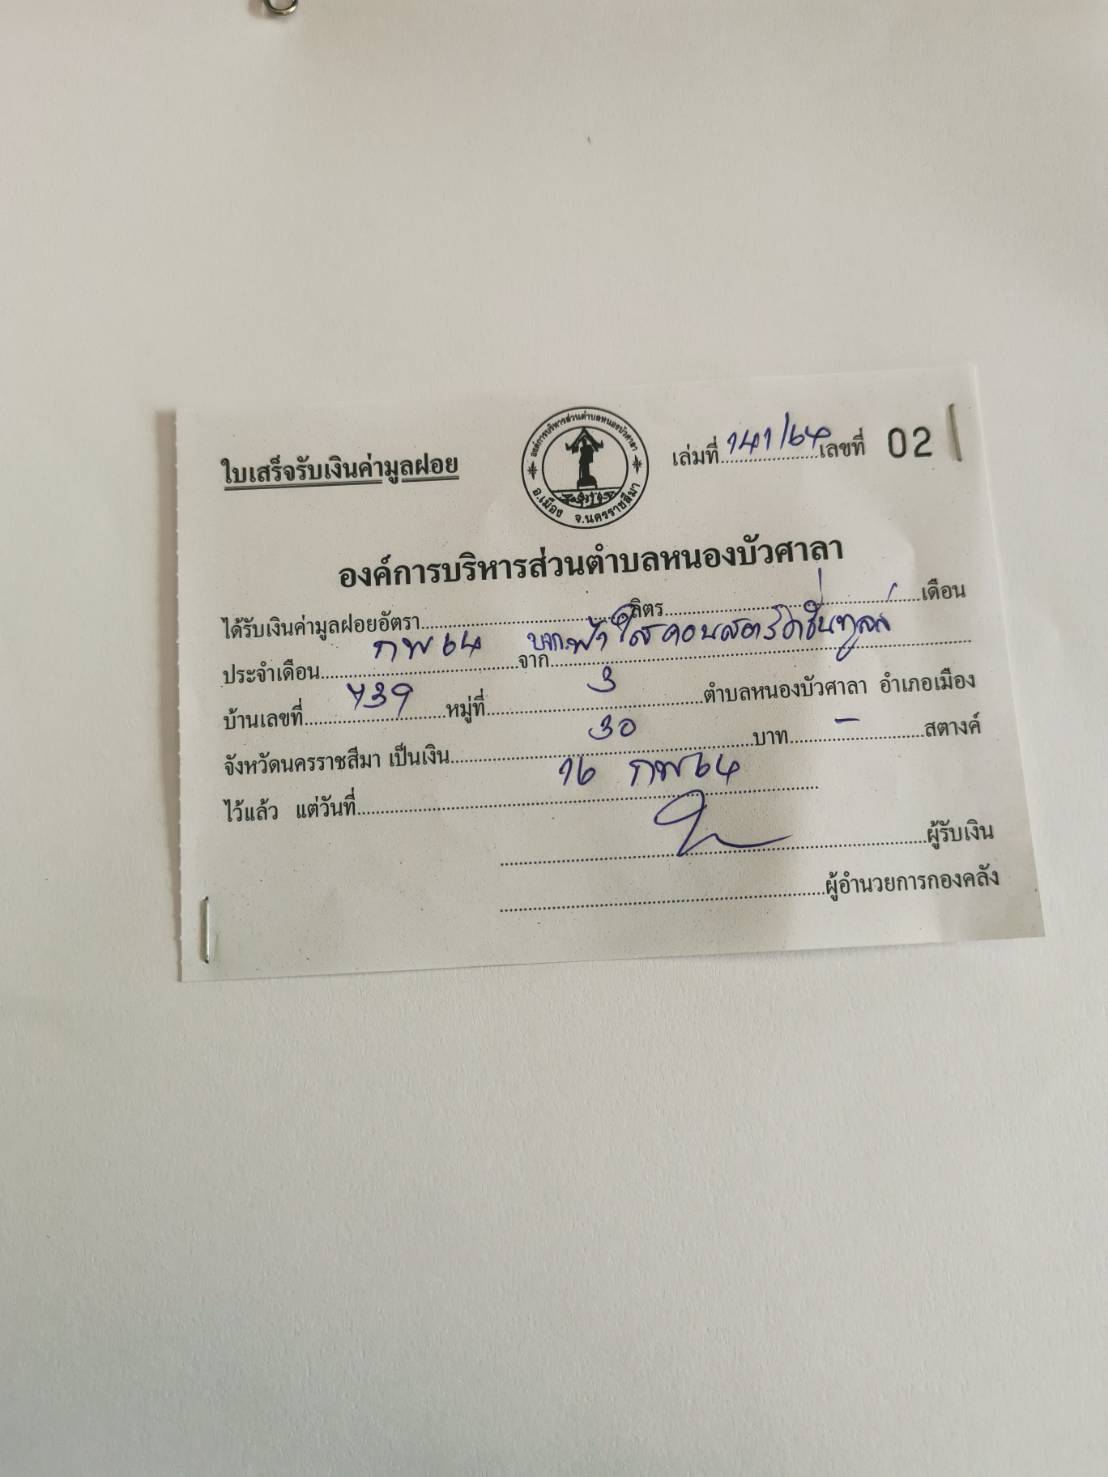 ใบเสร็จรับเงินค่ามูลฝอย
องค์การบริหารส่วนตำบลหนองบัวศาลา
อ.เมือง จ.นครราชสีมา
เล่มที่ 141/64 เลขที่ 02
องค์การบริหารส่วนตำบลหนองบัวศาลา
ได้รับเงินค่ามูลฝอยอัตรา..........ลิตร..........เดือน
ประจำเดือน กพ 64 จาก บจก.ฟ้าใสคอนสตรัคชั่นทูลส์
บ้านเลขที่ 739 หมู่ที่ 3 ตำบลหนองบัวศาลา อำเภอเมือง
จังหวัดนครราชสีมา เป็นเงิน 30 บาท - สตางค์
ไว้แล้ว แต่วันที่ 16 กพ 64
ผู้รับเงิน
ผู้อำนวยการกองคลัง